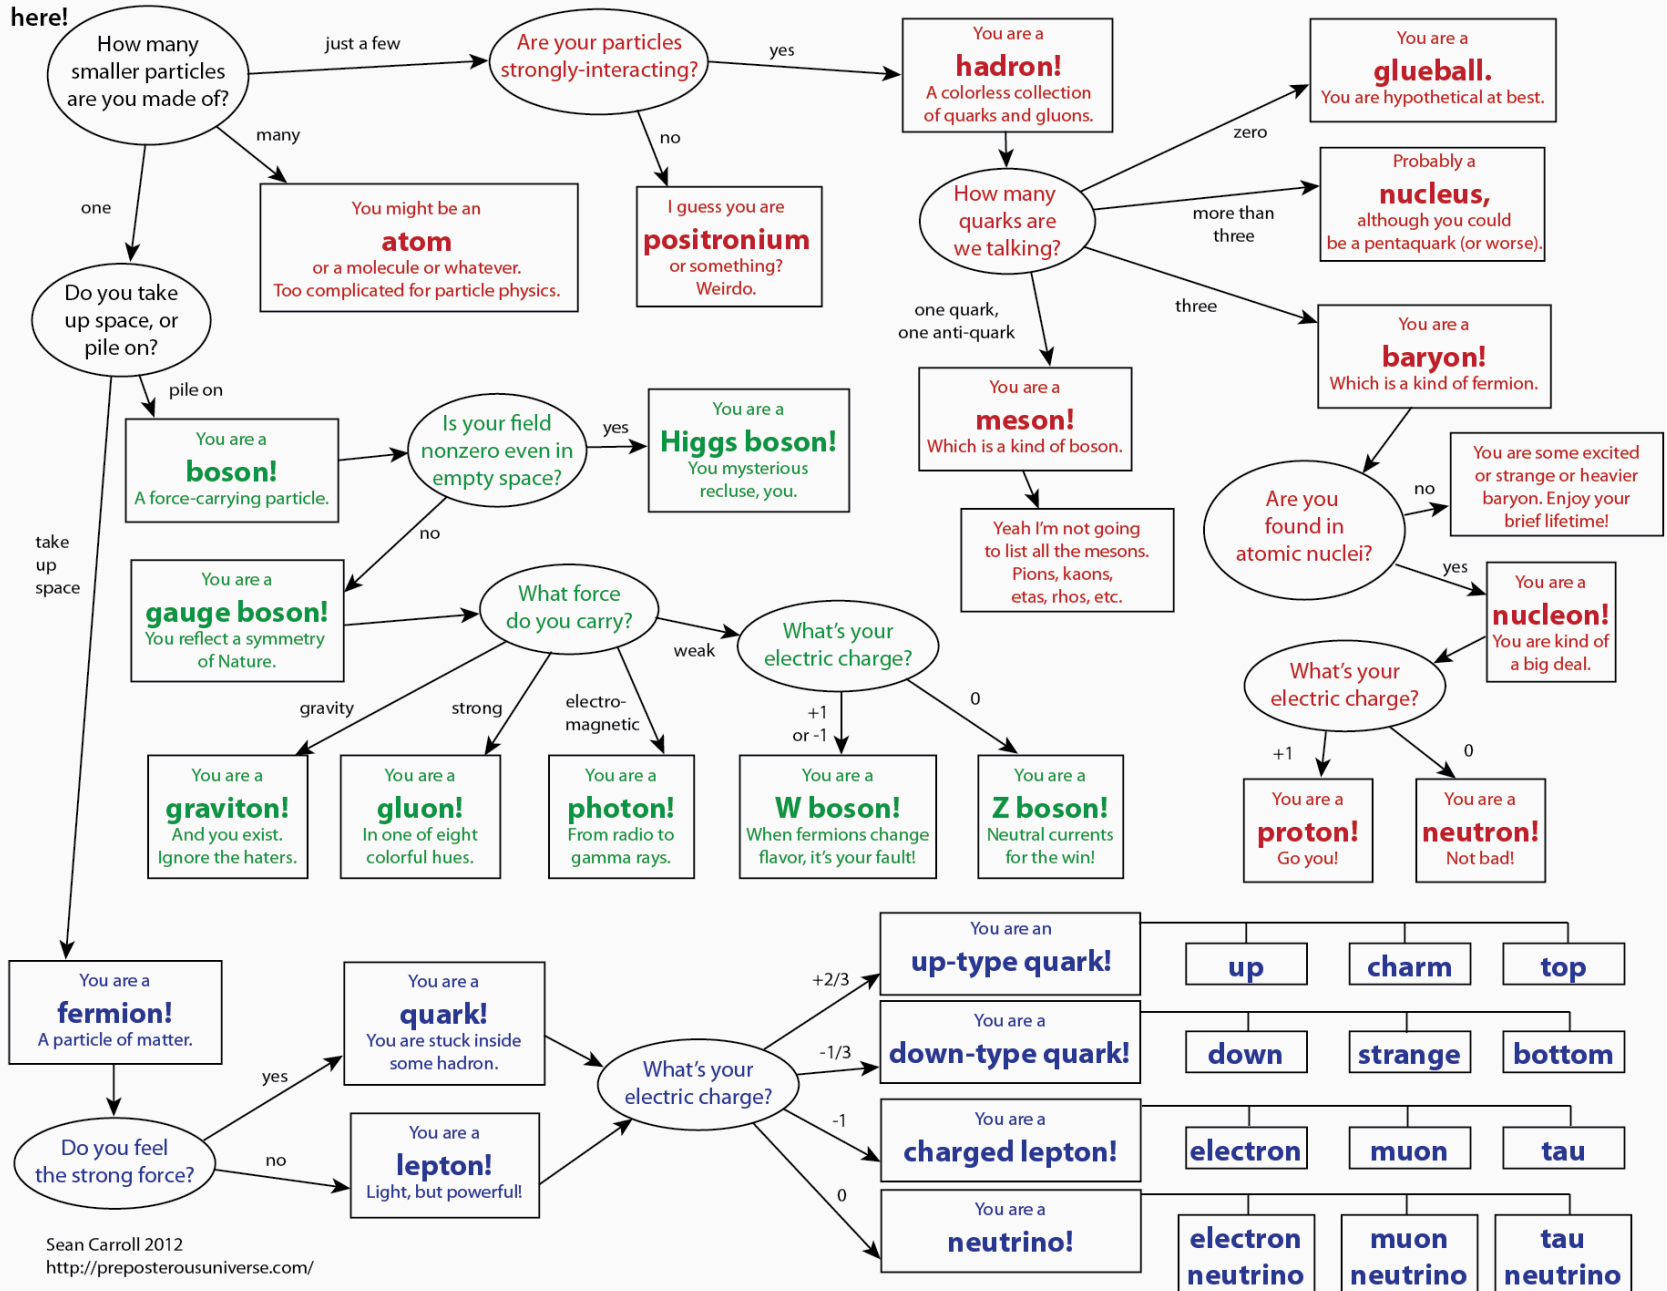 here!
How many
smaller particles
are you made of?
just a few
Are your particles
strongly-interacting?
yes
You are a
hadron!
A colorless collection
of quarks and gluons.
You are a
glueball.
You are hypothetical at best.
zero
many
no
one
You might be an
atom
or a molecule or whatever.
Too complicated for particle physics.
I guess you are
positronium
or something?
Weirdo.
How many
quarks are
we talking?
more than
three
Probably a
nucleus,
although you could
be a pentaquark (or worse).
one quark,
one anti-quark
three
Do you take
up space, or
pile on?
pile on
You are a
meson!
Which is a kind of boson.
You are a
baryon!
Which is a kind of fermion.
You are a
boson!
A force-carrying particle.
Is your field
nonzero even in
empty space?
yes
You are a
Higgs boson!
You mysterious
recluse, you.
Yeah I'm not going
to list all the mesons.
Pions, kaons,
etas, rhos, etc.
Are you
found in
atomic nuclei?
no
You are some excited
or strange or heavier
baryon. Enjoy your
brief lifetime!
yes
You are a
nucleon!
You are kind of
a big deal.
take
up
space
no
You are a
gauge boson!
You reflect a symmetry
of Nature.
What force
do you carry?
weak
What's your
electric charge?
What's your
electric charge?
gravity
strong
electro-
magnetic
+1
or -1
0
+1
0
You are a
graviton!
And you exist.
Ignore the haters.
You are a
gluon!
In one of eight
colorful hues.
You are a
photon!
From radio to
gamma rays.
You are a
W boson!
When fermions change
flavor, it's your fault!
You are a
Z boson!
Neutral currents
for the win!
You are a
proton!
Go you!
You are a
neutron!
Not bad!
You are a
fermion!
A particle of matter.
Do you feel
the strong force?
yes
no
You are a
quark!
You are stuck inside
some hadron.
You are a
lepton!
Light, but powerful!
What's your
electric charge?
+2/3
-1/3
-1
0
You are an
up-type quark!
up
charm
top
You are a
down-type quark!
down
strange
bottom
You are a
charged lepton!
electron
muon
tau
You are a
neutrino!
electron
neutrino
muon
neutrino
tau
neutrino
Sean Carroll 2012
http://preposterousuniverse.com/